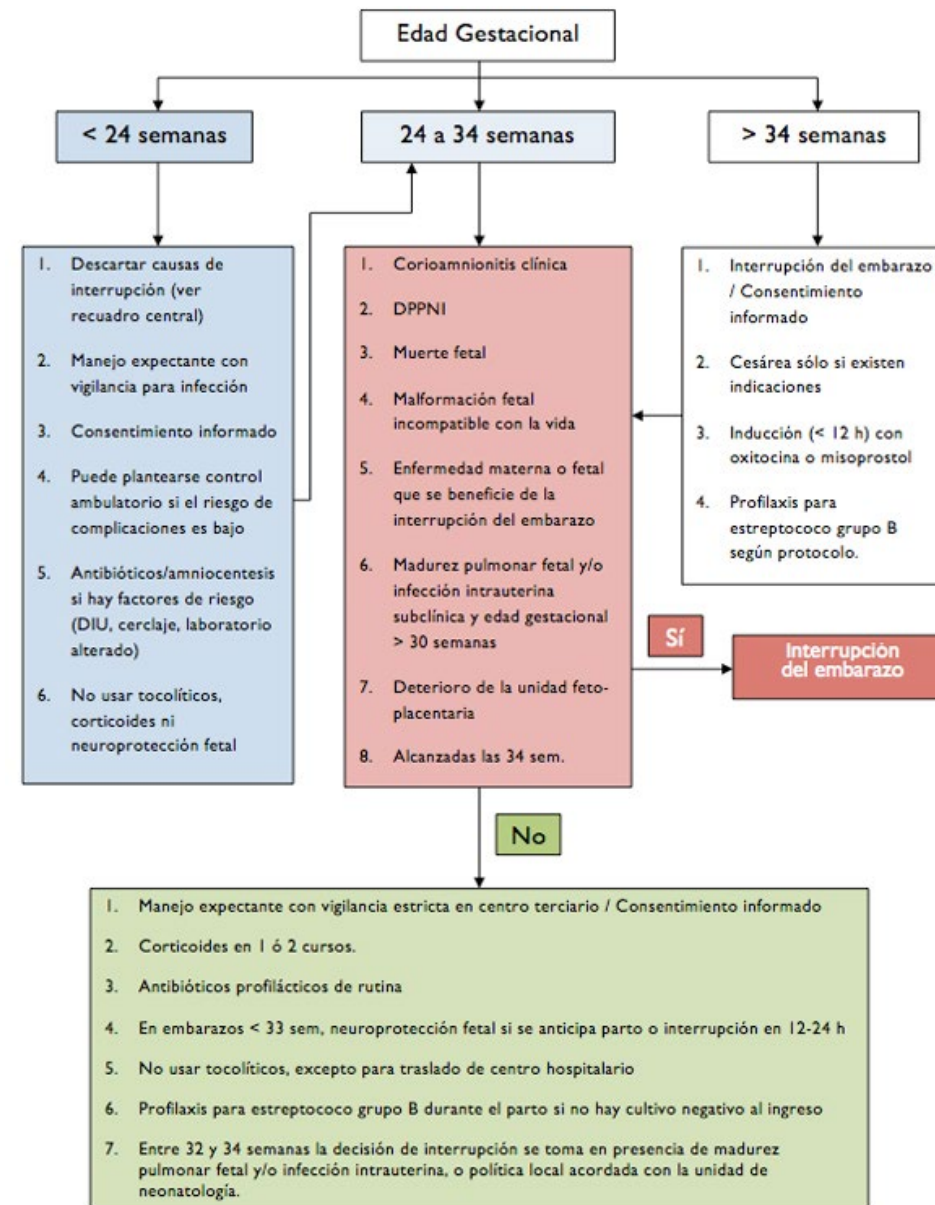 Edad Gestacional
< 24 semanas
24 a 34 semanas
> 34 semanas
1. Descartar causas de
interrupción (ver
recuadro central)
2. Manejo expectante con
vigilancia para infección
3. Consentimiento informado
4. Puede plantearse control
ambulatorio si el riesgo de
complicaciones es bajo
5. Antibióticos/amniocentesis
si hay factores de riesgo
(DIU, cerclaje, laboratorio
alterado)
6. No usar tocolíticos,
corticoides ni
neuroprotección fetal
1. Corioamnionitis clínica
2. DPPNI
3. Muerte fetal
4. Malformación fetal
incompatible con la vida
5. Enfermedad materna o fetal
que se beneficie de la
interrupción del embarazo
6. Madurez pulmonar fetal y/o
infección intrauterina
subclínica y edad gestacional
> 30 semanas
7. Deterioro de la unidad feto-
placentaria
8. Alcanzadas las 34 sem.
1. Interrupción del embarazo
/ Consentimiento
informado
2. Cesárea sólo si existen
indicaciones
3. Inducción (< 12 h) con
oxitocina o misoprostol
4. Profilaxis para
estreptococo grupo B
según protocolo.
Sí
Interrupción
del embarazo
No
1. Manejo expectante con vigilancia estricta en centro terciario / Consentimiento informado
2. Corticoides en 1 ó 2 cursos.
3. Antibióticos profilácticos de rutina
4. En embarazos < 33 sem, neuroprotección fetal si se anticipa parto o interrupción en 12-24 h
5. No usar tocolíticos, excepto para traslado de centro hospitalario
6. Profilaxis para estreptococo grupo B durante el parto si no hay cultivo negativo al ingreso
7. Entre 32 y 34 semanas la decisión de interrupción se toma en presencia de madurez
pulmonar fetal y/o infección intrauterina, o política local acordada con la unidad de
neonatología.